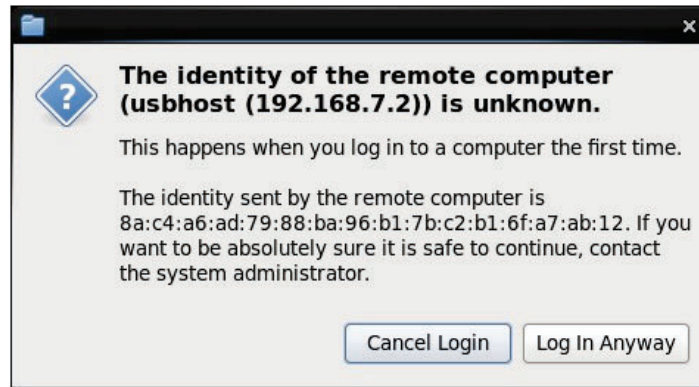 The identity of the remote computer
(usbhost (192.168.7.2)) is unknown.
This happens when you log in to a computer the first time.
The identity sent by the remote computer is
8a:c4:a6:ad:79:88:ba:96:b1:7b:c2:b1:6f:a7:ab:12. If you
want to be absolutely sure it is safe to continue, contact
the system administrator.
Cancel Login
Log In Anyway